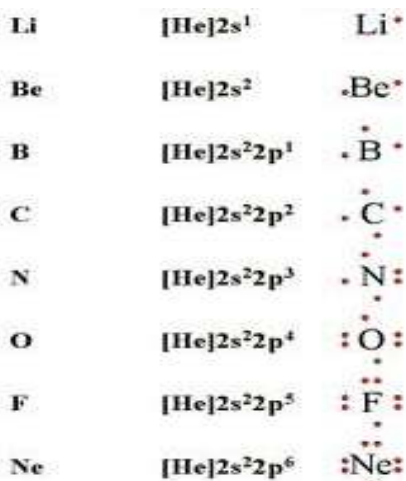 Li [He]2s¹ Li
Be [He]2s² Be
B [He]2s²2p¹ B
C [He]2s²2p² C
N [He]2s²2p³ N
O [He]2s²2p⁴ O
F [He]2s²2p⁵ F
Ne [He]2s²2p⁶ Ne